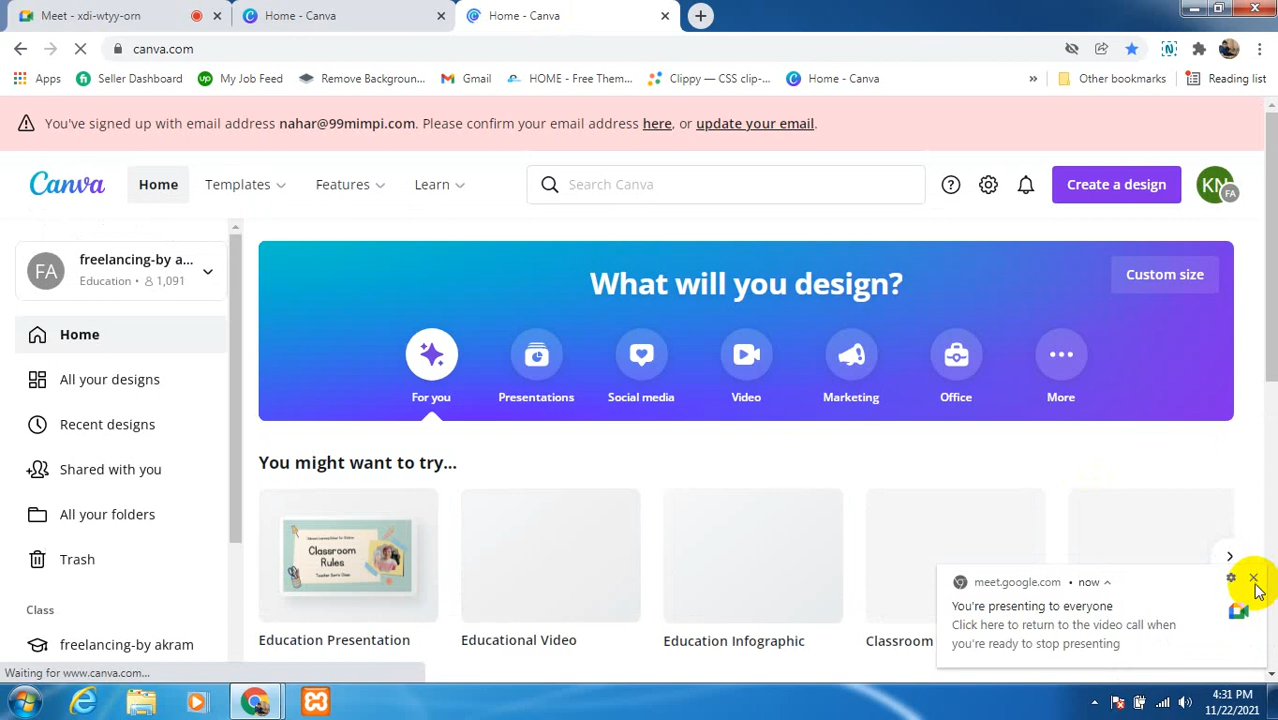 Meet - xdi-wtyy-orn
Home - Canva
Home - Canva
canva.com
Apps
Seller Dashboard
My Job Feed
Remove Backgroun...
Gmail
HOME - Free Them...
Clippy — CSS clip-...
Home - Canva
»
Other bookmarks
Reading list
You've signed up with email address nahar@99mimpi.com. Please confirm your email address here, or update your email.
Canva
Home
Templates
Features
Learn
Search Canva
Create a design
KN
FA
FA
freelancing-by a...
Education • 1,091
What will you design?
Custom size
For you
Presentations
Social media
Video
Marketing
Office
More
Home
All your designs
Recent designs
Shared with you
All your folders
Trash
Class
freelancing-by akram
You might want to try...
Classroom
Rules
Education Presentation
Educational Video
Education Infographic
Classroom
meet.google.com • now
You're presenting to everyone
Click here to return to the video call when
you're ready to stop presenting
Waiting for www.canva.com...
4:31 PM
11/22/2021